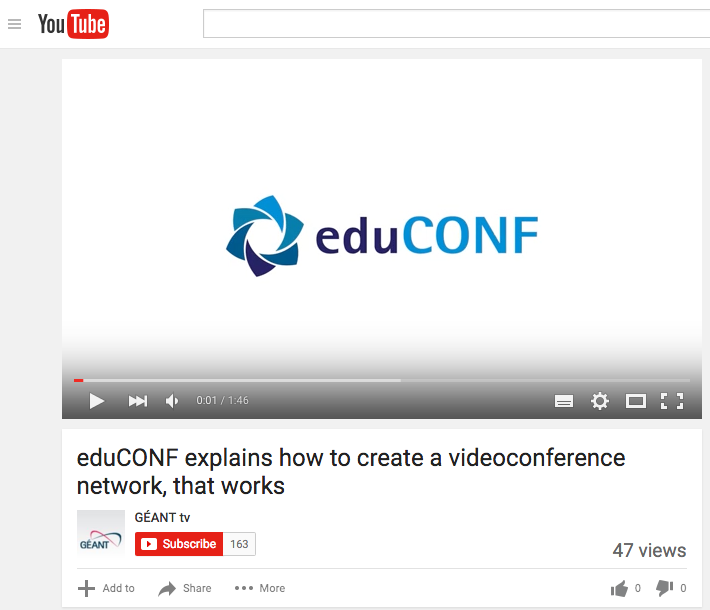 YouTube
eduCONF
0:01 / 1:46
eduCONF explains how to create a videoconference
network, that works
GÉANT tv
GÉANT
Subscribe 163
47 views
Add to Share More 0 0